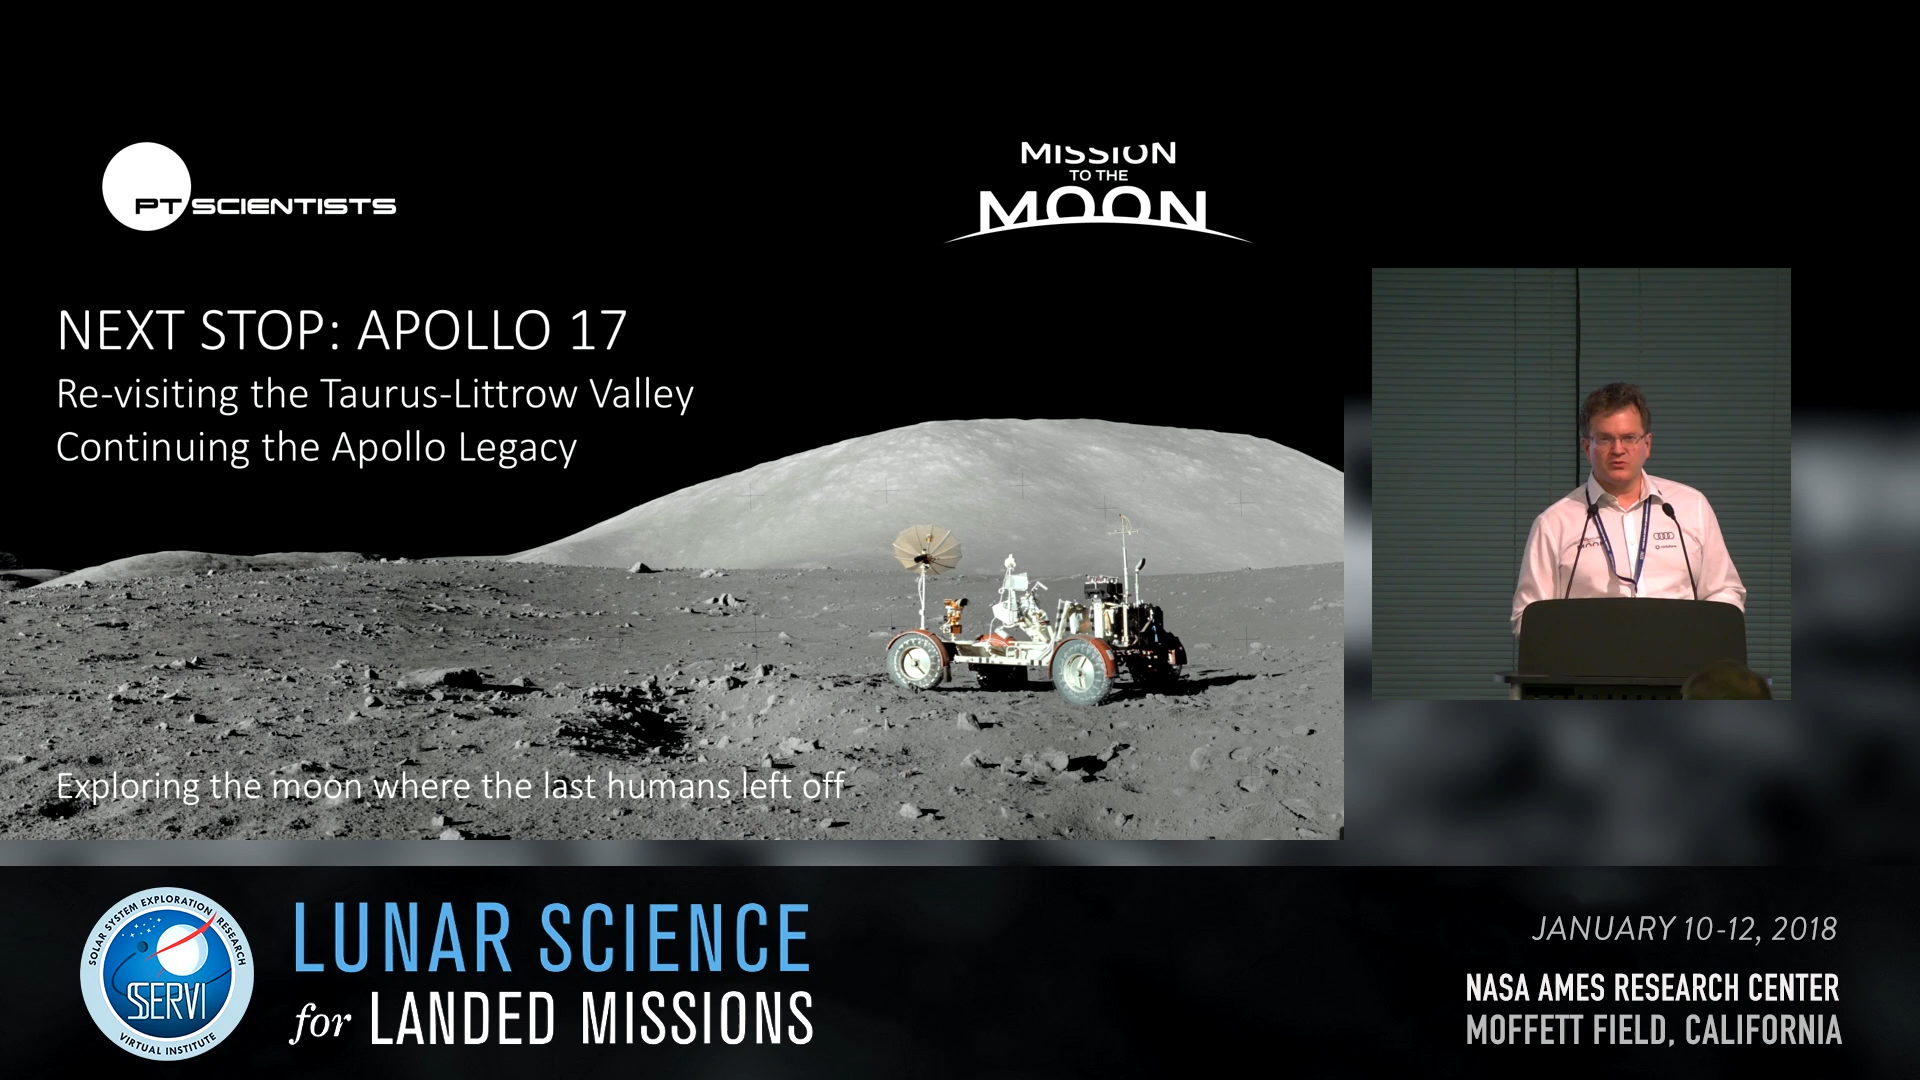 PT SCIENTISTS
MISSION
TO THE
MOON
NEXT STOP: APOLLO 17
Re-visiting the Taurus-Littrow Valley
Continuing the Apollo Legacy
Exploring the moon where the last humans left off
SOLAR SYSTEM EXPLORATION RESEARCH
SSERVI
VIRTUAL INSTITUTE
LUNAR SCIENCE
for LANDED MISSIONS
JANUARY 10-12, 2018
NASA AMES RESEARCH CENTER
MOFFETT FIELD, CALIFORNIA